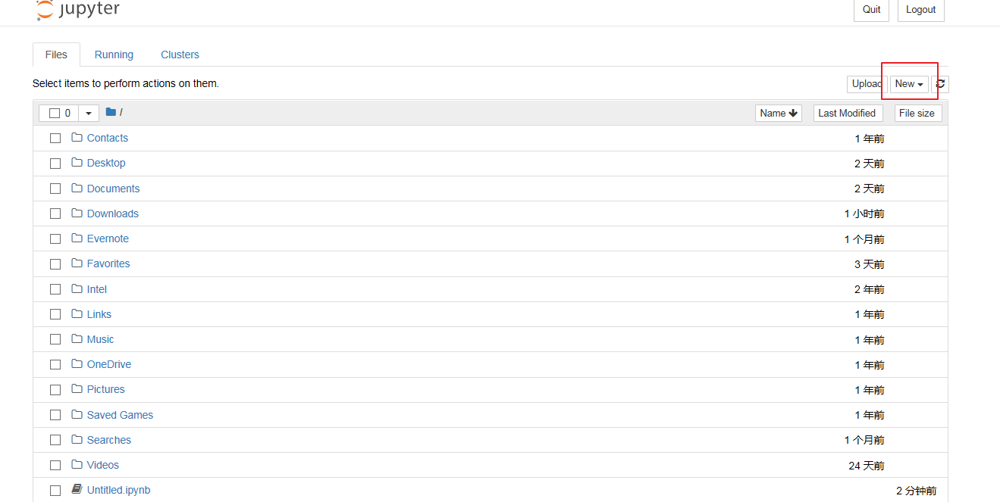 jupyter
Quit Logout
Files Running Clusters
Select items to perform actions on them. Upload New
0 / Name Last Modified File size
Contacts 1 年前
Desktop 2 天前
Documents 2 天前
Downloads 1 小时前
Evernote 1 个月前
Favorites 3 天前
Intel 2 年前
Links 1 年前
Music 1 年前
OneDrive 1 年前
Pictures 1 年前
Saved Games 1 年前
Searches 1 个月前
Videos 24 天前
Untitled.ipynb 2 分钟前